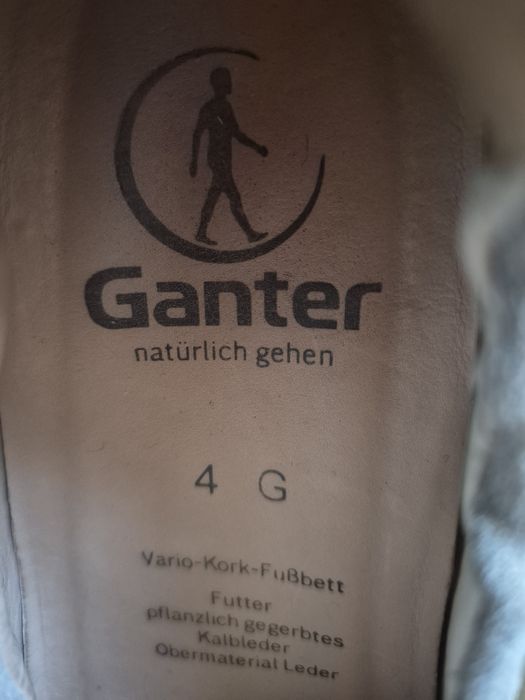 Ganter
natürlich gehen
4 G
Vario-Kork-Fußbett
Futter
pflanzlich gegerbtes
Kalbleder
Obermaterial Leder